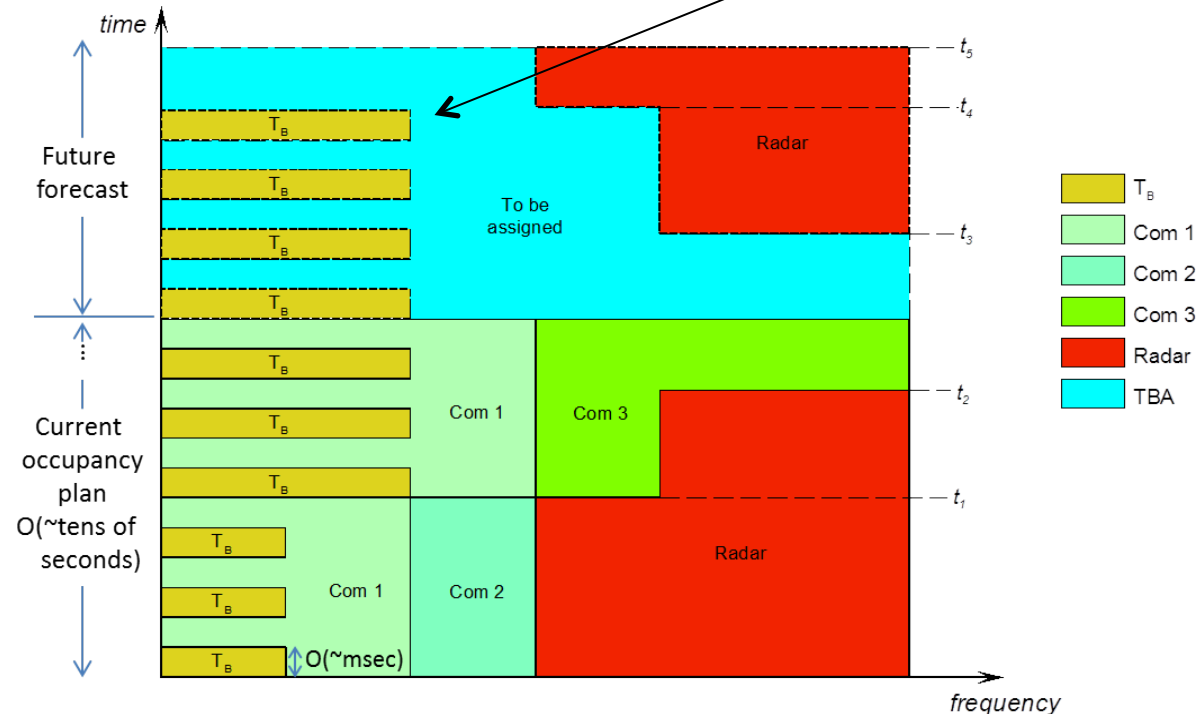 time
t5
t4
TB
Radar
Future
forecast
TB
To be
assigned
t3
TB
TB
TB
Com 1
Com 2
Com 3
Radar
TBA
...
TB
t2
Current
occupancy
plan
O(~tens of
seconds)
TB
Com 1
Com 3
TB
t1
TB
Radar
TB
Com 1
Com 2
TB
O(~msec)
frequency